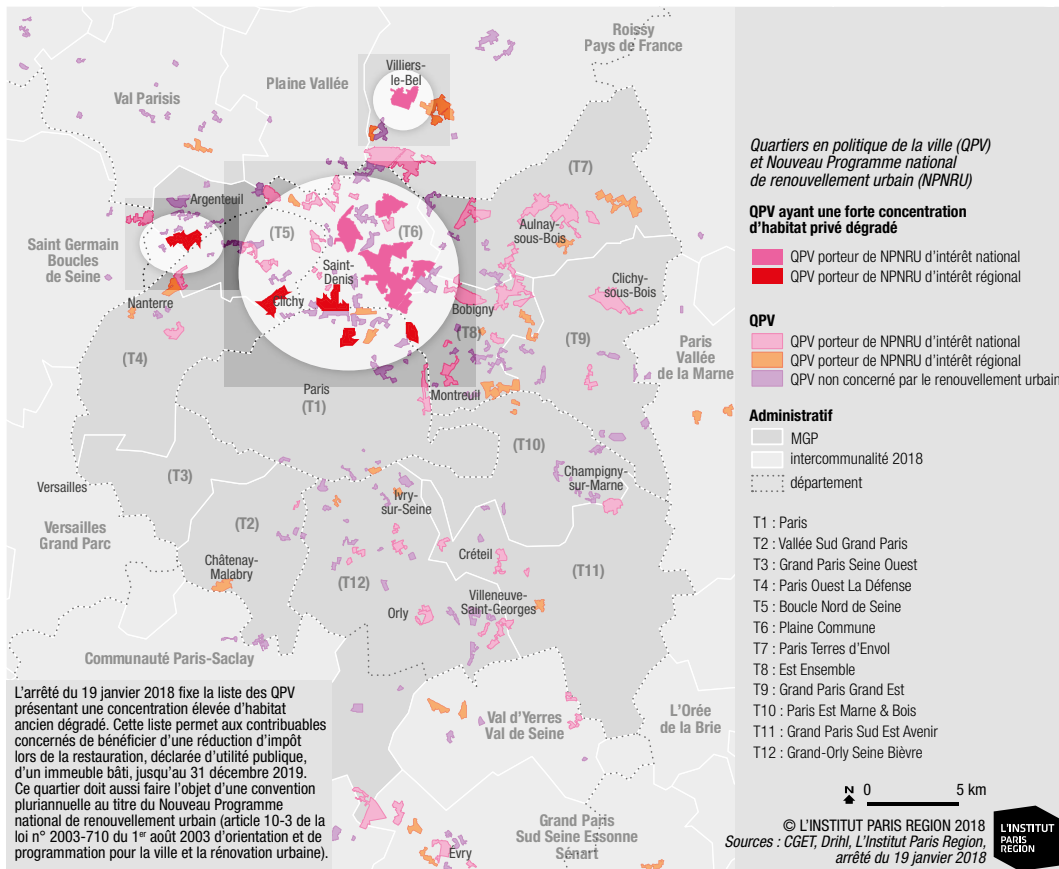 Roissy
Pays de France
Villiers-
le-Bel
Plaine Vallée
Val Parisis
(T7)
Argenteuil
(T5)
(T6)
Aulnay-
sous-Bois
Saint Germain
Boucles
de Seine
Saint-
Denis
Clichy-
sous-Bois
Nanterre
Clichy
Bobigny
(T8)
(T9)
(T4)
Paris
Vallée
de la Marne
Paris
(T1)
Montreuil
(T10)
(T3)
Champigny-
sur-Marne
Versailles
Ivry-
sur-Seine
Versailles
Grand Parc
(T2)
Créteil
Châtenay-
Malabry
(T12)
(T11)
Villeneuve-
Saint-Georges
Orly
Communauté Paris-Saclay
Val d'Yerres
Val de Seine
L'Orée
de la Brie
Grand Paris
Sud Seine Essonne
Sénart
Évry
L'arrêté du 19 janvier 2018 fixe la liste des QPV
présentant une concentration élevée d'habitat
ancien dégradé. Cette liste permet aux contribuables
concernés de bénéficier d'une réduction d'impôt
lors de la restauration, déclarée d'utilité publique,
d'un immeuble bâti, jusqu'au 31 décembre 2019.
Ce quartier doit aussi faire l'objet d'une convention
pluriannuelle au titre du Nouveau Programme
national de renouvellement urbain (article 10-3 de la
loi n° 2003-710 du 1er août 2003 d'orientation et de
programmation pour la ville et la rénovation urbaine).
Quartiers en politique de la ville (QPV)
et Nouveau Programme national
de renouvellement urbain (NPNRU)
QPV ayant une forte concentration
d'habitat privé dégradé
QPV porteur de NPNRU d'intérêt national
QPV porteur de NPNRU d'intérêt régional
QPV
QPV porteur de NPNRU d'intérêt national
QPV porteur de NPNRU d'intérêt régional
QPV non concerné par le renouvellement urbain
Administratif
MGP
intercommunalité 2018
département
T1 : Paris
T2 : Vallée Sud Grand Paris
T3 : Grand Paris Seine Ouest
T4 : Paris Ouest La Défense
T5 : Boucle Nord de Seine
T6 : Plaine Commune
T7 : Paris Terres d'Envol
T8 : Est Ensemble
T9 : Grand Paris Grand Est
T10 : Paris Est Marne & Bois
T11 : Grand Paris Sud Est Avenir
T12 : Grand-Orly Seine Bièvre
N 0 5 km
© L'INSTITUT PARIS REGION 2018
Sources : CGET, Drihl, L'Institut Paris Region,
arrêté du 19 janvier 2018
L'INSTITUT
PARIS
REGION